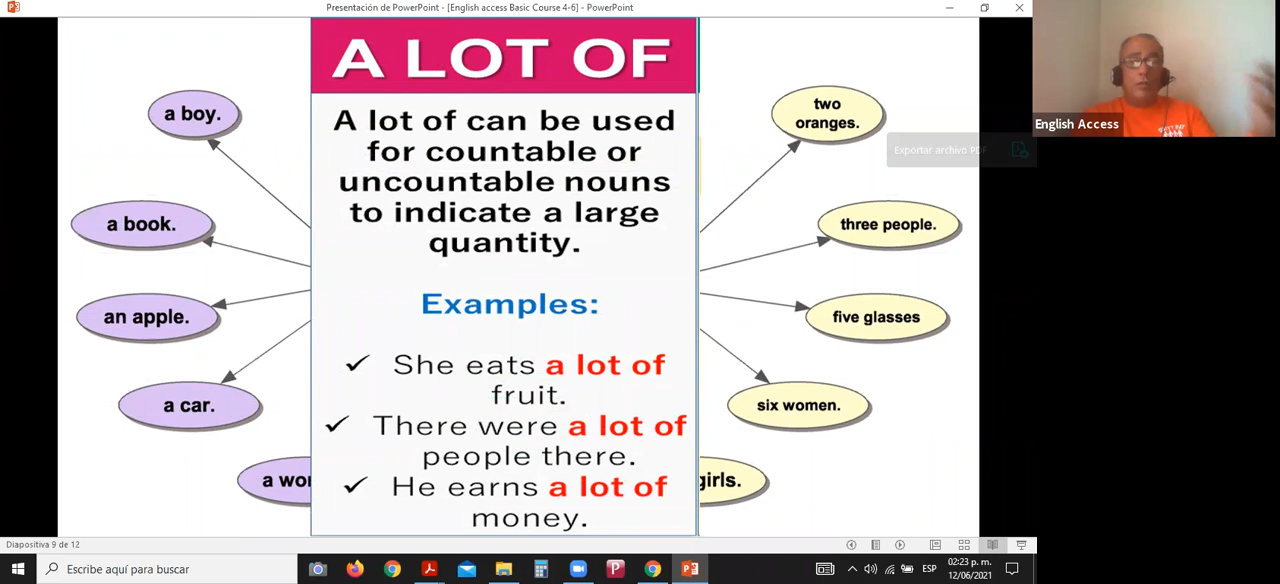 Presentación de PowerPoint - [English access Basic Course 4-6] - PowerPoint
A LOT OF
A lot of can be used
for countable or
uncountable nouns
to indicate a large
quantity.
Examples:
✓ She eats a lot of
fruit.
✓ There were a lot of
people there.
✓ He earns a lot of
money.
a boy.
a book.
an apple.
a car.
a wo
two
oranges.
three people.
five glasses
six women.
girls.
Exportar archivo PDF
English Access
Diapositiva 9 de 12
Escribe aquí para buscar
ESP
02:23 p. m.
12/06/2021